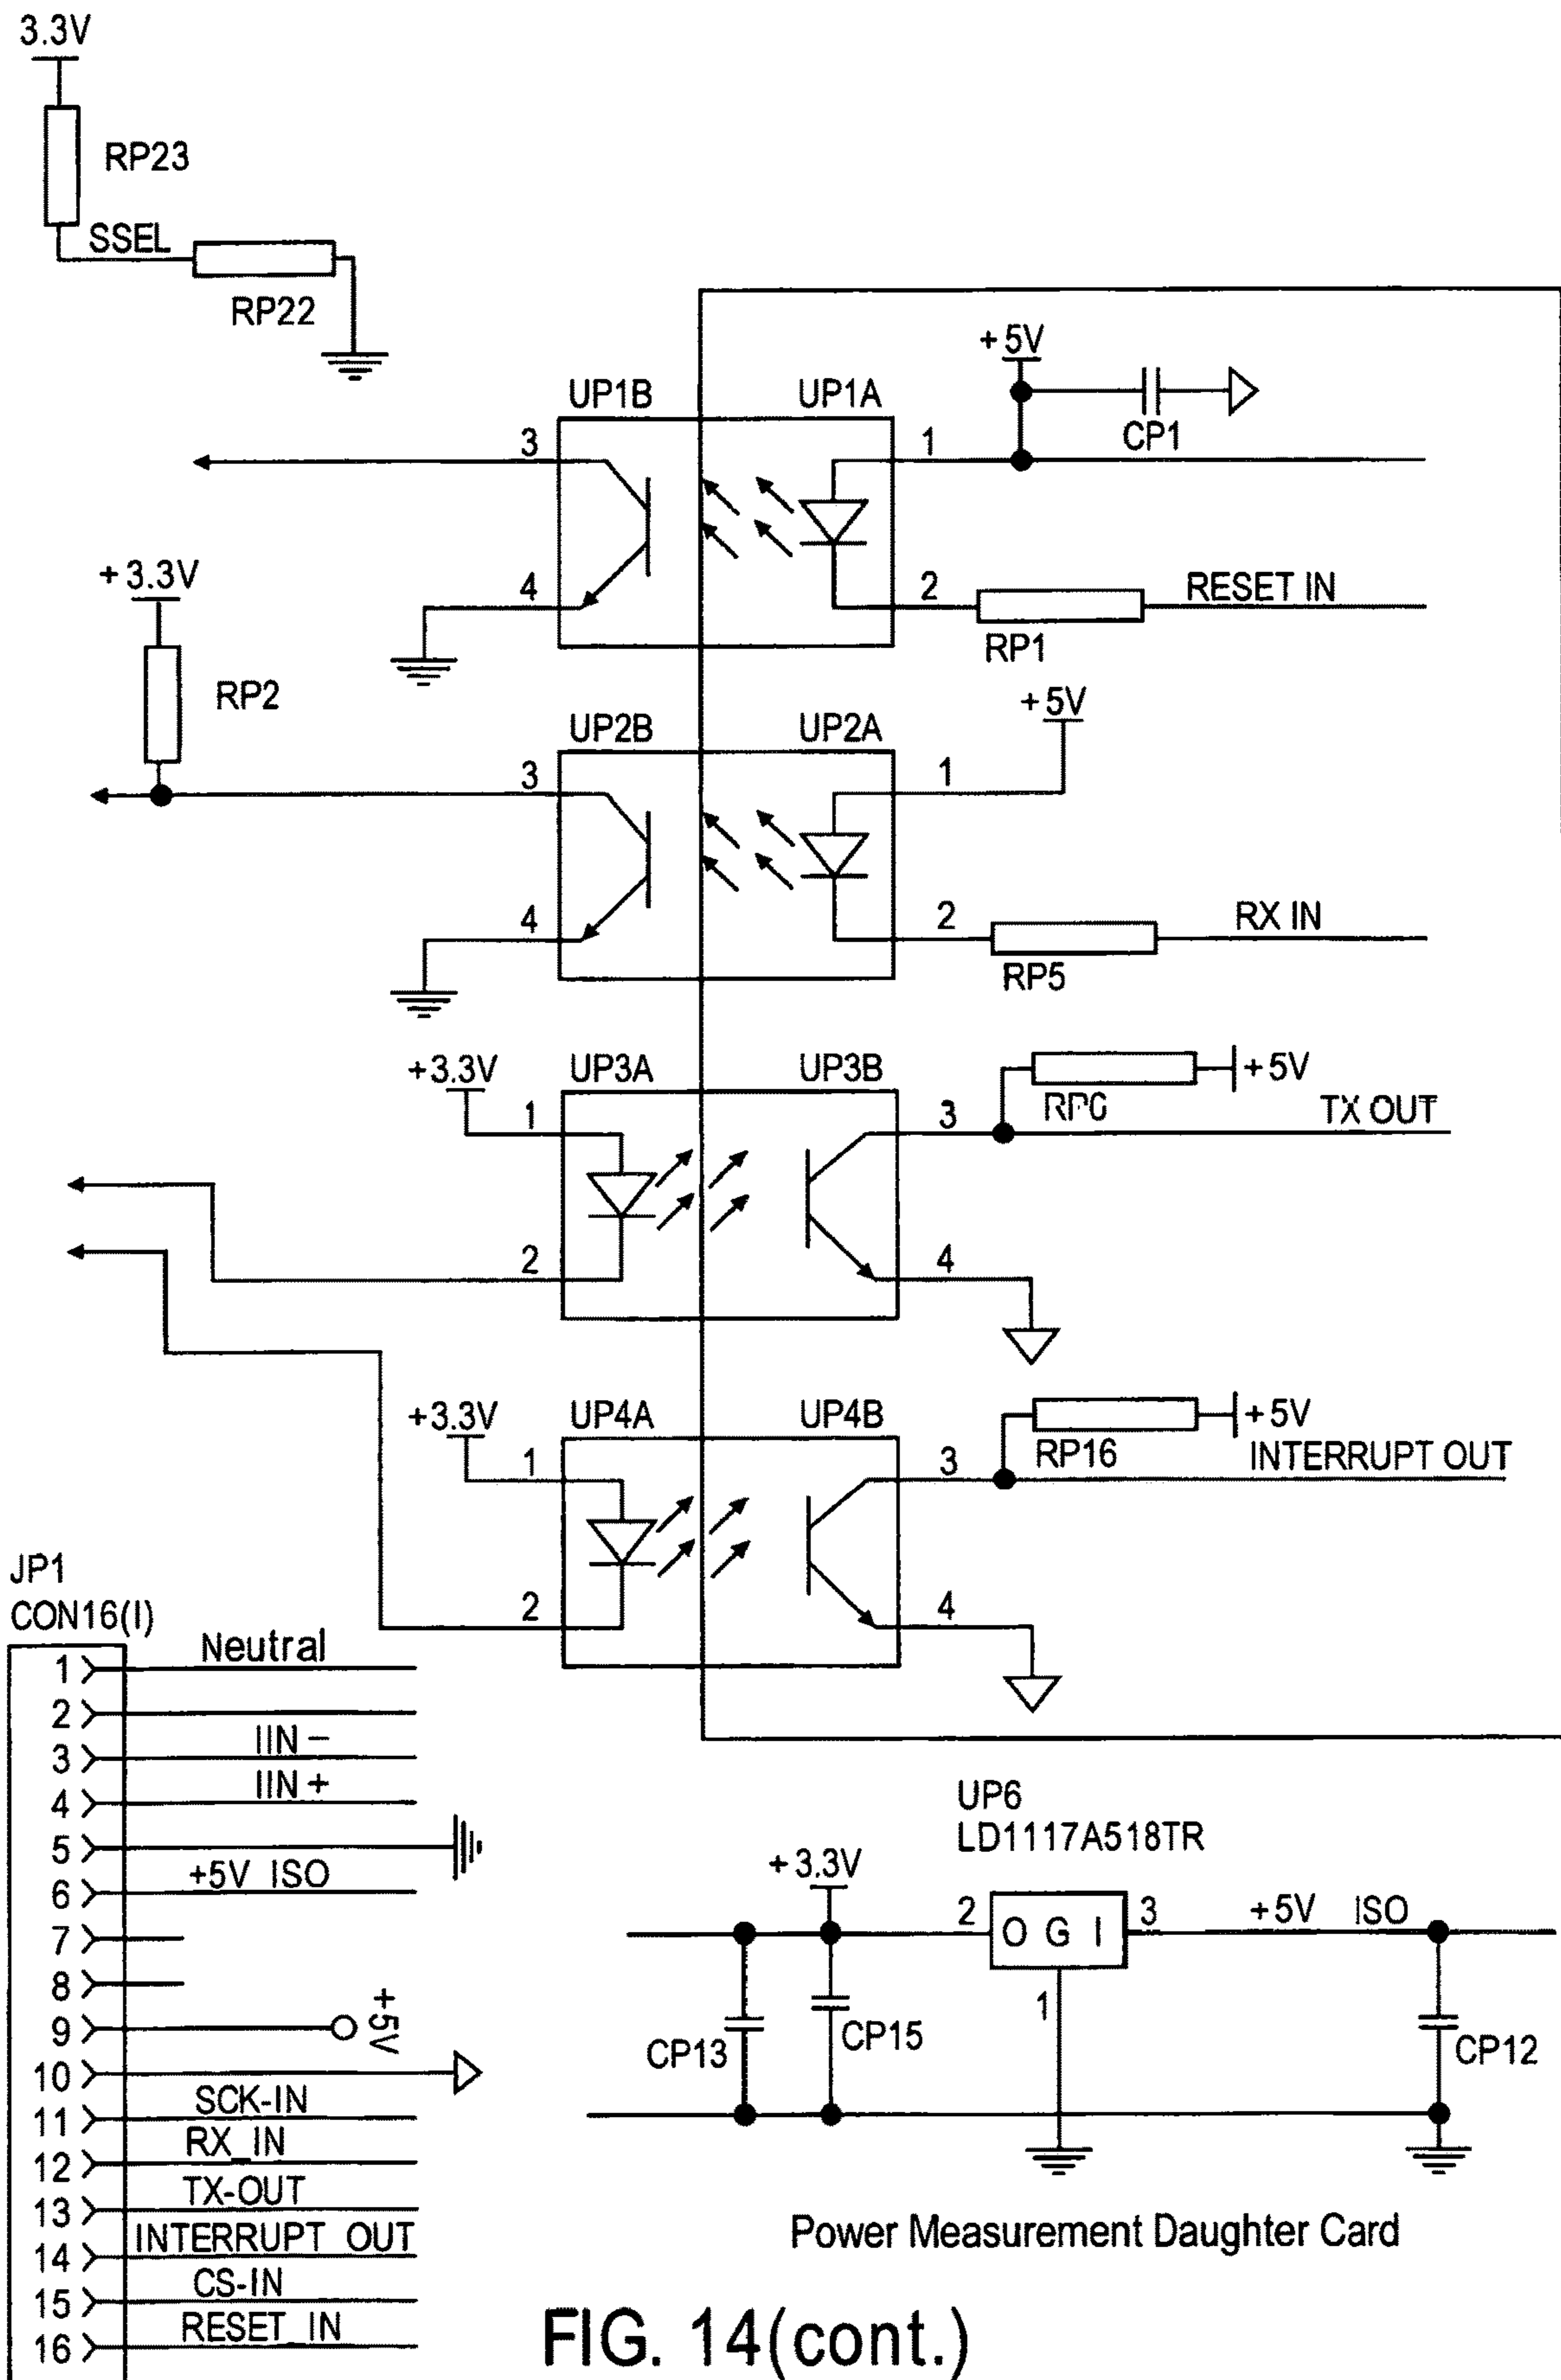 3.3V
RP23
SSEL
RP22
+5V
UP1B
UP1A
CP1
3
1
4
2
RESET IN
RP1
+3.3V
RP2
+5V
UP2B
UP2A
3
1
4
2
RX IN
RP5
+3.3V
UP3A
UP3B
+5V
1
3
TX OUT
2
4
+3.3V
UP4A
UP4B
+5V
1
3
RP16
INTERRUPT OUT
2
4
JP1
CON16(I)
1 Neutral
2
3 IIN -
4 IIN +
5
6 +5V ISO
7
8
9 +5V
10
11 SCK-IN
12 RX_IN
13 TX-OUT
14 INTERRUPT OUT
15 CS-IN
16 RESET IN
UP6
LD1117A518TR
+3.3V
2 O G I 3 +5V ISO
1
CP13
CP15
CP12
Power Measurement Daughter Card
FIG. 14(cont.)